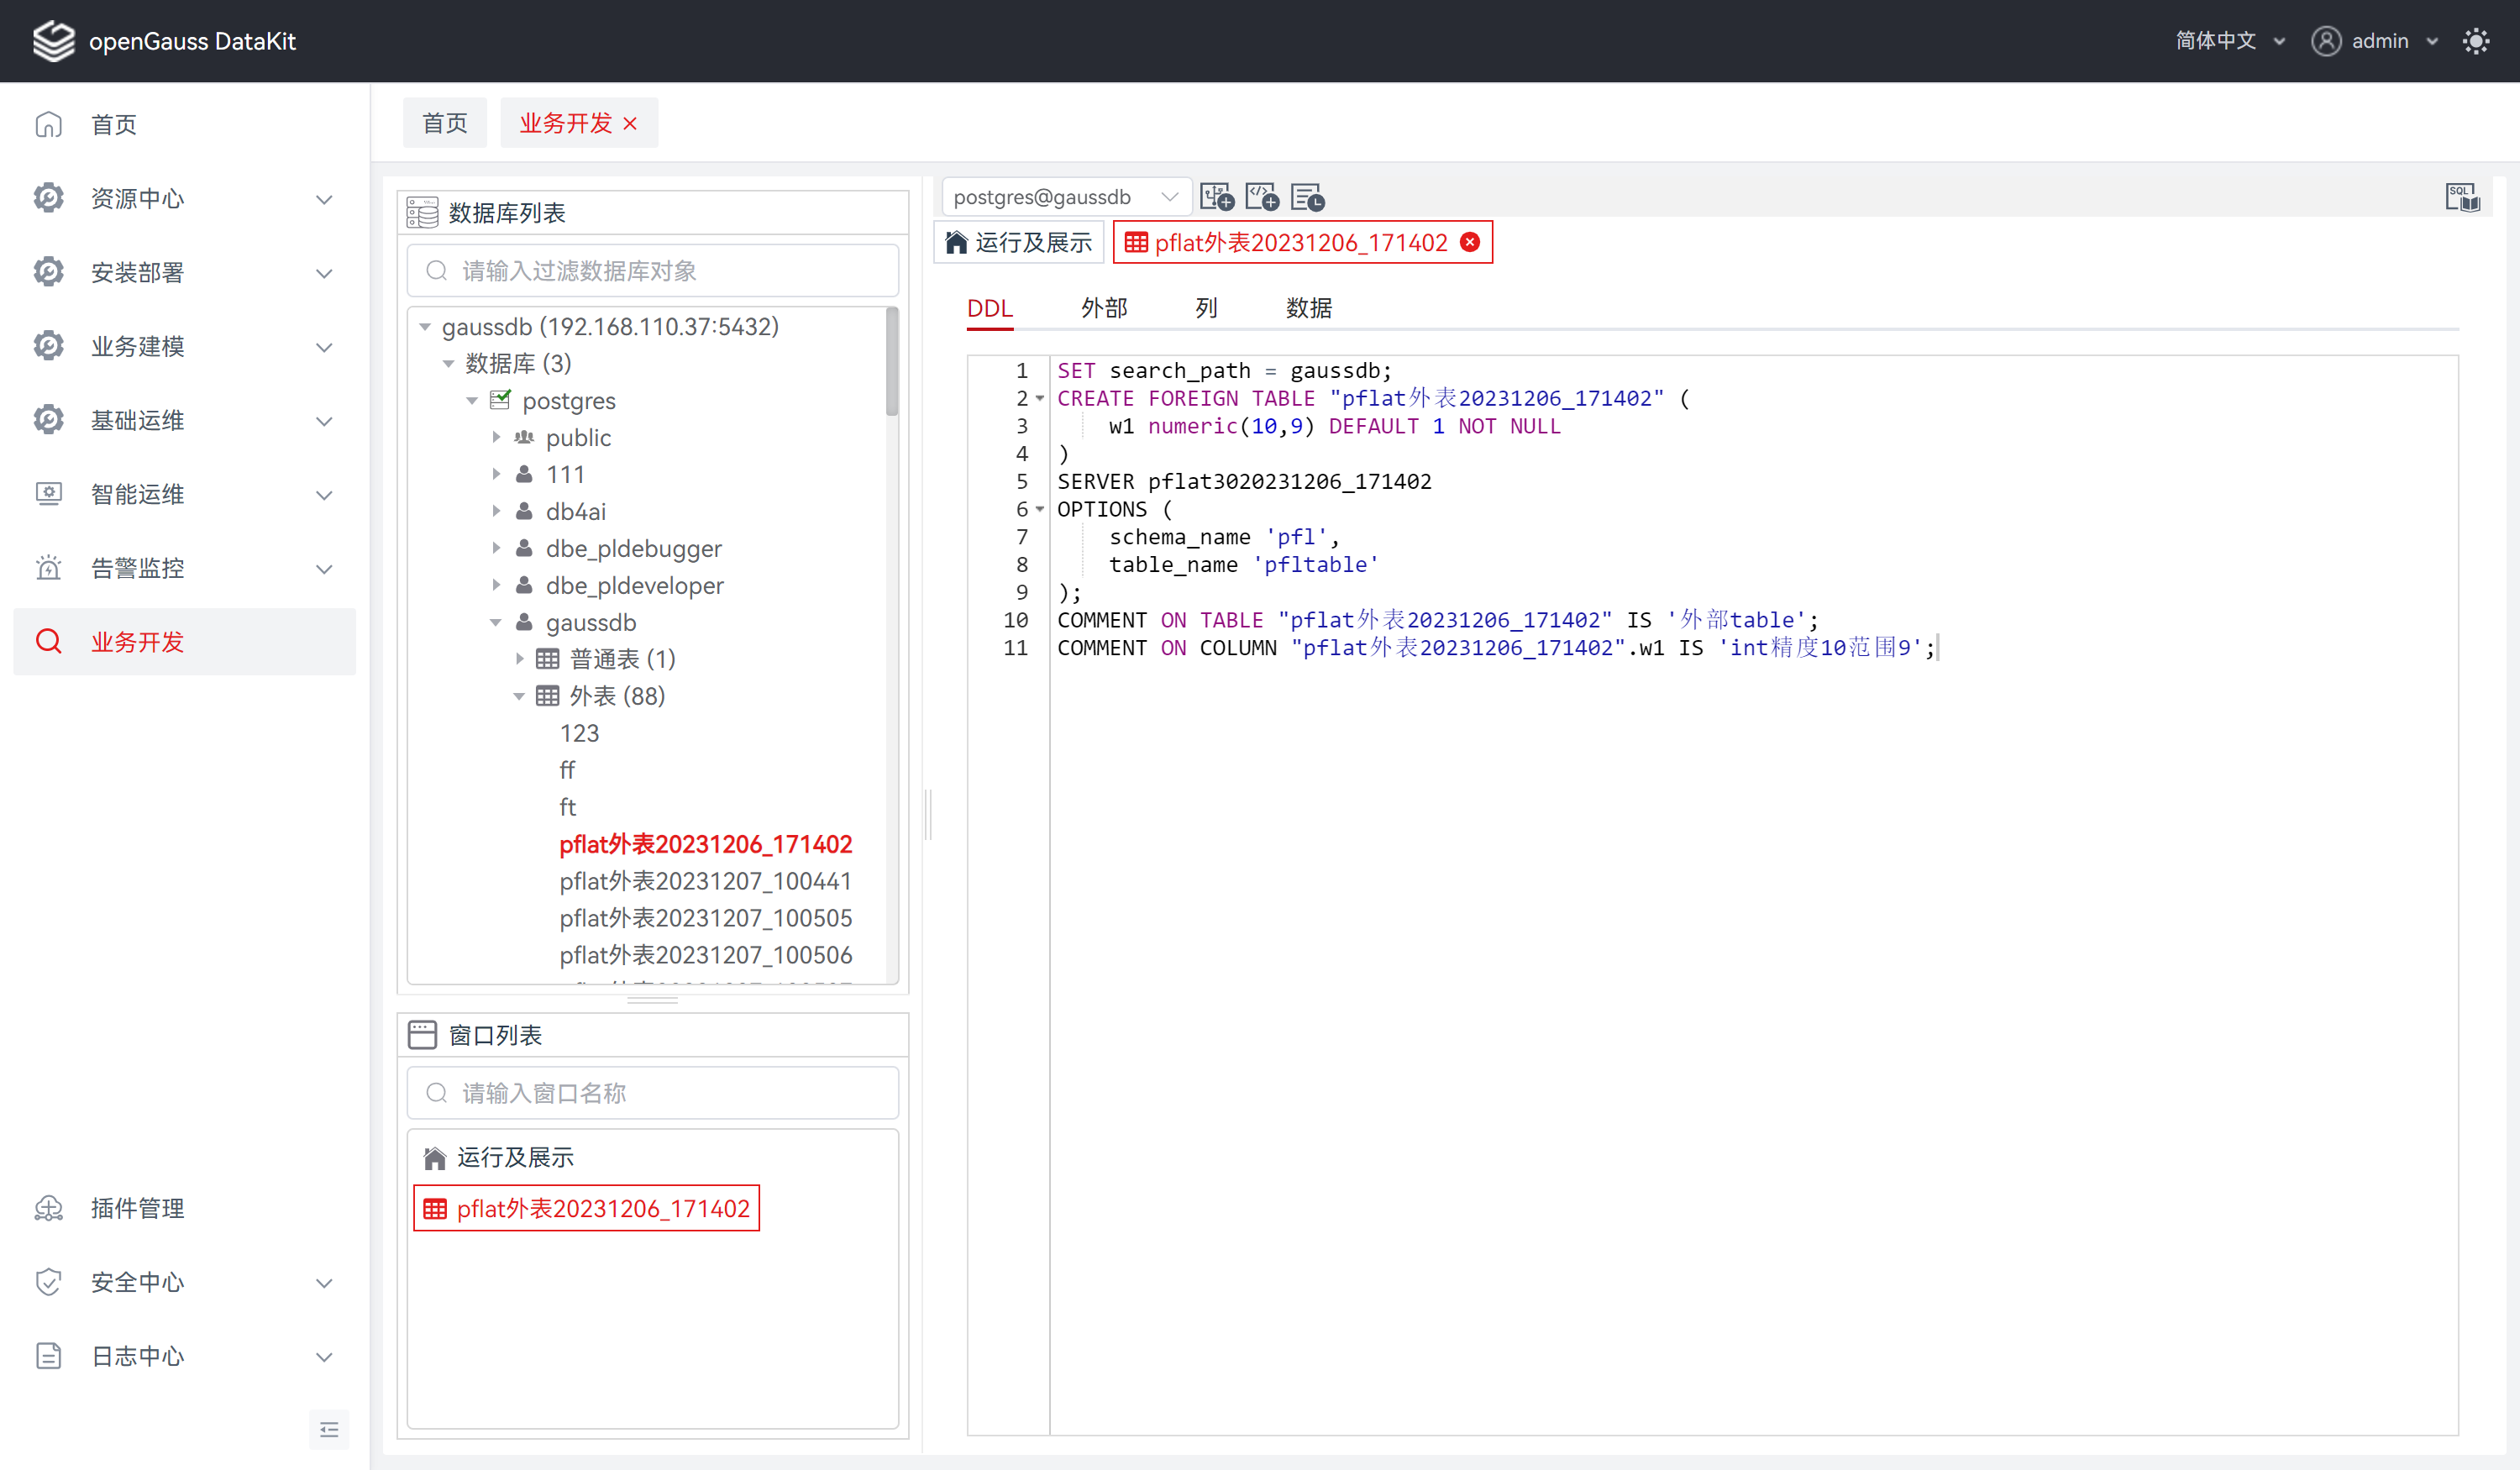 openGauss DataKit
简体中文
admin
首页
资源中心
安装部署
业务建模
基础运维
智能运维
告警监控
业务开发
插件管理
安全中心
日志中心
首页
业务开发
数据库列表
请输入过滤数据库对象
gaussdb (192.168.110.37:5432)
数据库 (3)
postgres
public
111
db4ai
dbe_pldebugger
dbe_pldeveloper
gaussdb
普通表 (1)
外表 (88)
123
ff
ft
pflat外表20231206_171402
pflat外表20231207_100441
pflat外表20231207_100505
pflat外表20231207_100506
窗口列表
请输入窗口名称
运行及展示
pflat外表20231206_171402
postgres@gaussdb
SQL
运行及展示
pflat外表20231206_171402
DDL
外部
列
数据
1 SET search_path = gaussdb;
2 CREATE FOREIGN TABLE "pflat外表20231206_171402" (
3 w1 numeric(10,9) DEFAULT 1 NOT NULL
4 )
5 SERVER pflat3020231206_171402
6 OPTIONS (
7 schema_name 'pfl',
8 table_name 'pfltable'
9 );
10 COMMENT ON TABLE "pflat外表20231206_171402" IS '外部table';
11 COMMENT ON COLUMN "pflat外表20231206_171402".w1 IS 'int精度10范围9';